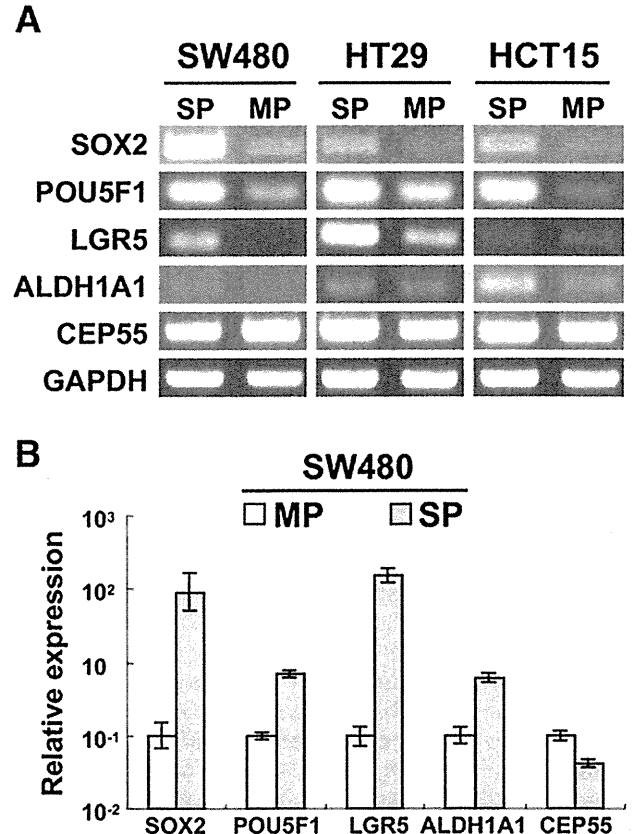 A
SW480 HT29 HCT15
SP MP SP MP SP MP
SOX2
POU5F1
LGR5
ALDH1A1
CEP55
GAPDH
B
SW480
MP SP
Relative expression
10³
10²
10
10⁻¹
10⁻²
SOX2 POU5F1 LGR5 ALDH1A1 CEP55